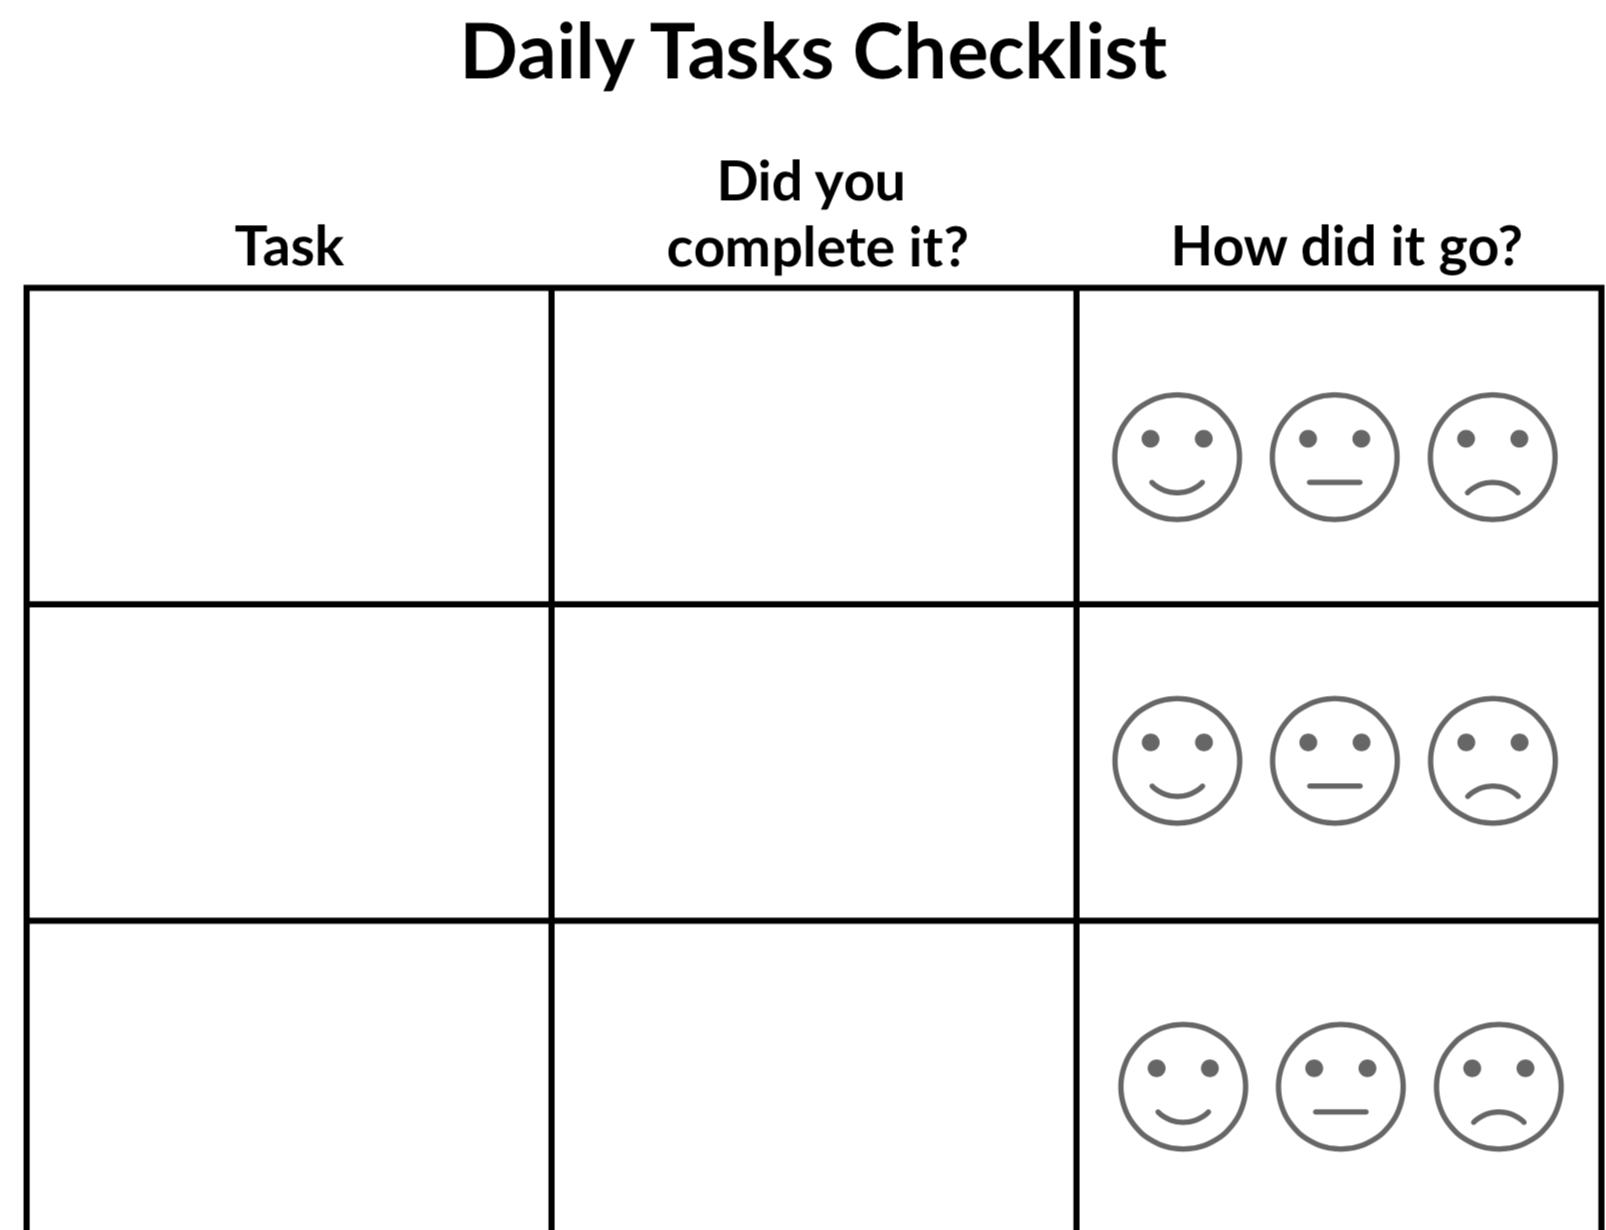 Daily Tasks Checklist
Task
Did you
complete it?
How did it go?